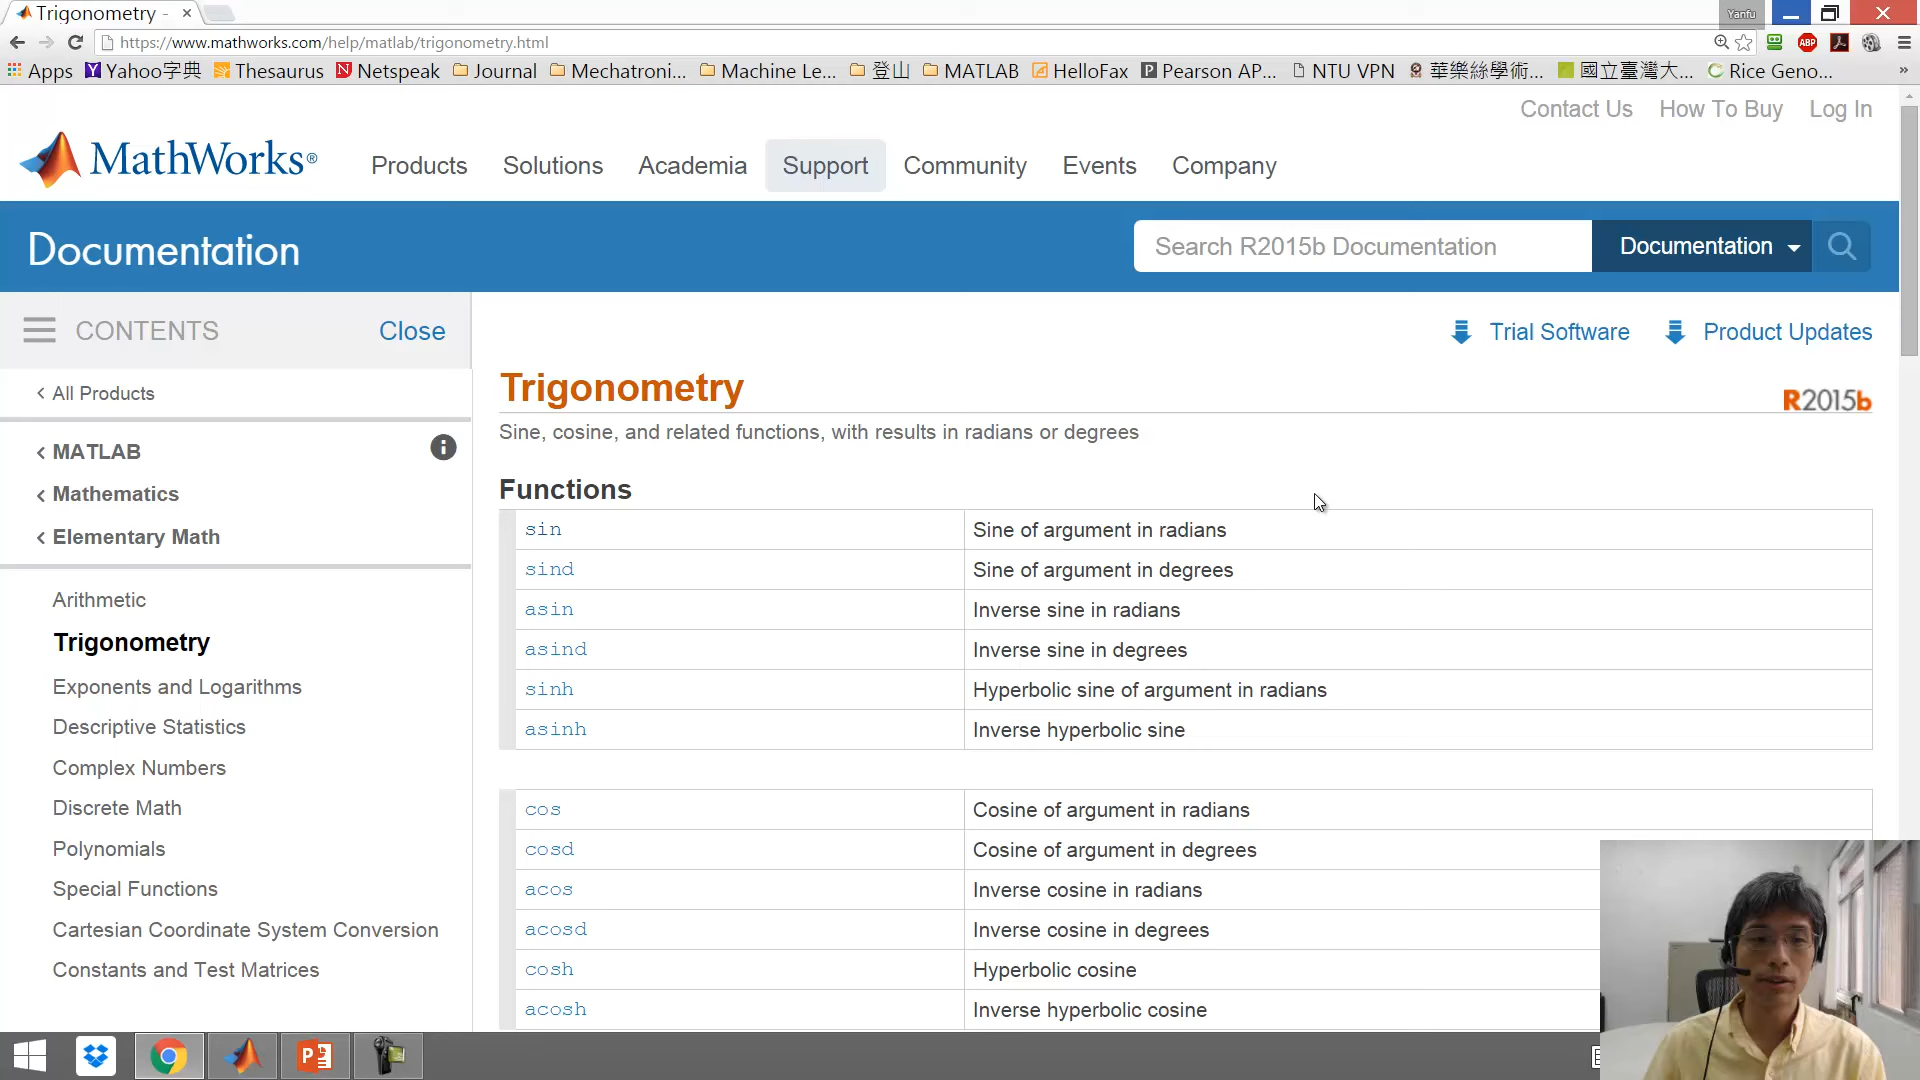 Trigonometry -
Yanfu
https://www.mathworks.com/help/matlab/trigonometry.html
Apps Yahoo字典 Thesaurus Netspeak Journal Mechatroni... Machine Le... 登山 MATLAB HelloFax Pearson AP... NTU VPN 華樂絲學術... 國立臺灣大... Rice Geno... »
Contact Us How To Buy Log In
MathWorks® Products Solutions Academia Support Community Events Company
Documentation Search R2015b Documentation Documentation
CONTENTS Close
Trial Software Product Updates
‹ All Products
Trigonometry
R2015b
Sine, cosine, and related functions, with results in radians or degrees
‹ MATLAB
‹ Mathematics
‹ Elementary Math
Arithmetic
Trigonometry
Exponents and Logarithms
Descriptive Statistics
Complex Numbers
Discrete Math
Polynomials
Special Functions
Cartesian Coordinate System Conversion
Constants and Test Matrices
Functions
sin Sine of argument in radians
sind Sine of argument in degrees
asin Inverse sine in radians
asind Inverse sine in degrees
sinh Hyperbolic sine of argument in radians
asinh Inverse hyperbolic sine
cos Cosine of argument in radians
cosd Cosine of argument in degrees
acos Inverse cosine in radians
acosd Inverse cosine in degrees
cosh Hyperbolic cosine
acosh Inverse hyperbolic cosine